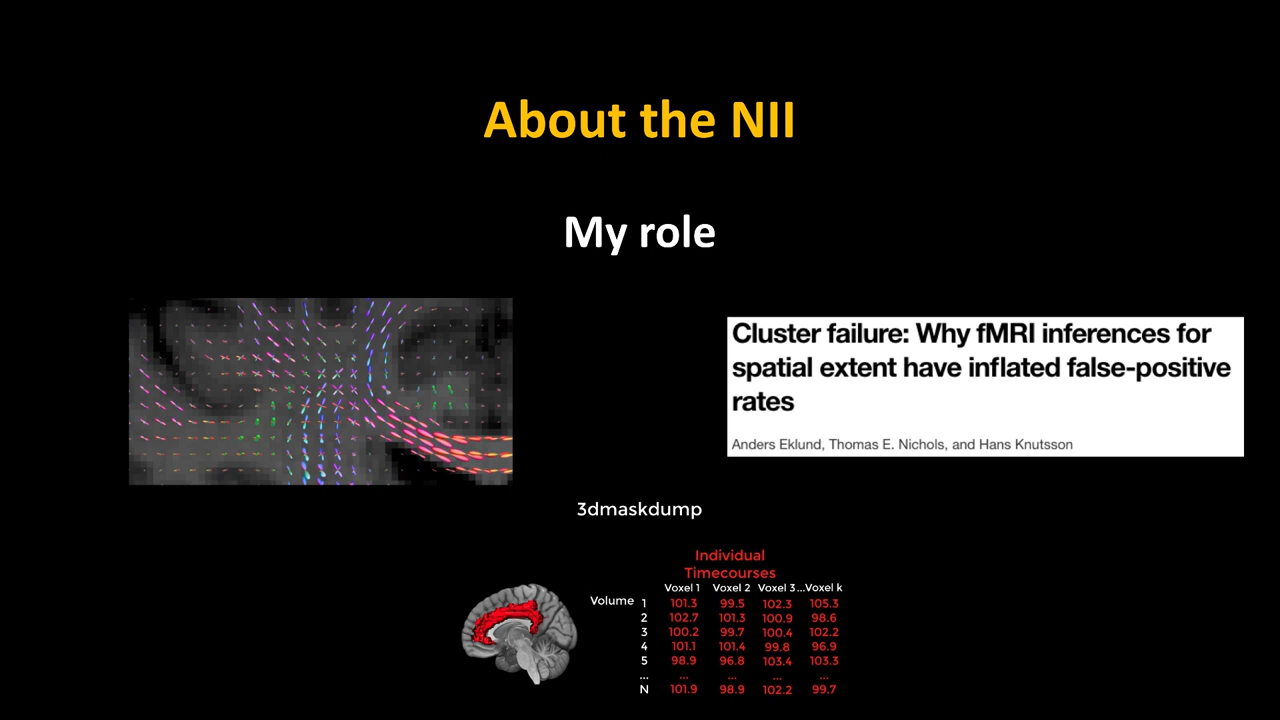 About the NII
My role
Cluster failure: Why fMRI inferences for
spatial extent have inflated false-positive
rates
Anders Eklund, Thomas E. Nichols, and Hans Knutsson
3dmaskdump
Individual
Timecourses
Voxel 1 Voxel 2 Voxel 3 ... Voxel k
Volume 1 101.3 99.5 102.3 105.3
2 102.7 101.3 100.9 98.6
3 100.2 99.7 100.4 102.2
4 101.1 101.4 99.8 96.9
5 98.9 96.8 103.4 103.3
... ... ... ... ...
N 101.9 98.9 102.2 99.7